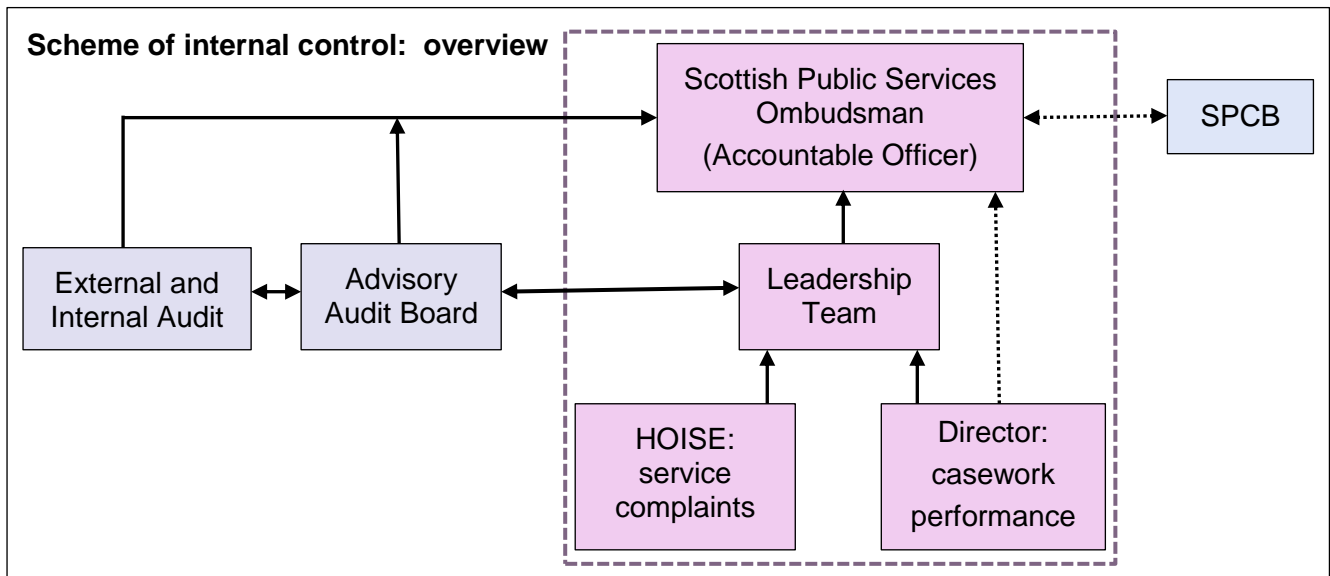 Scheme of internal control: overview
Scottish Public Services
Ombudsman
(Accountable Officer)
SPCB
External and
Internal Audit
Advisory
Audit Board
Leadership
Team
HOISE:
service
complaints
Director:
casework
performance